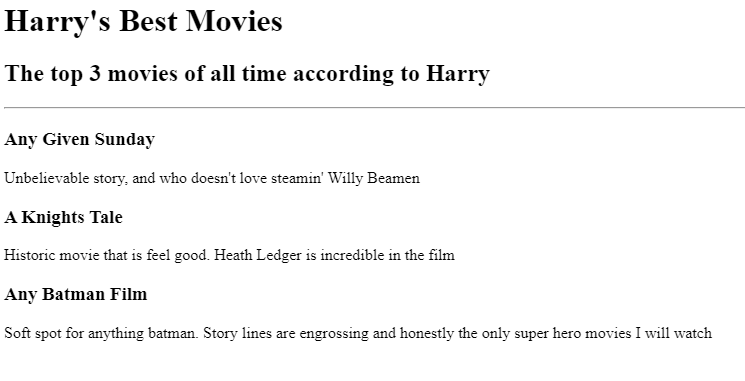 Harry's Best Movies
The top 3 movies of all time according to Harry
Any Given Sunday
Unbelievable story, and who doesn't love steamin' Willy Beamen
A Knights Tale
Historic movie that is feel good. Heath Ledger is incredible in the film
Any Batman Film
Soft spot for anything batman. Story lines are engrossing and honestly the only super hero movies I will watch